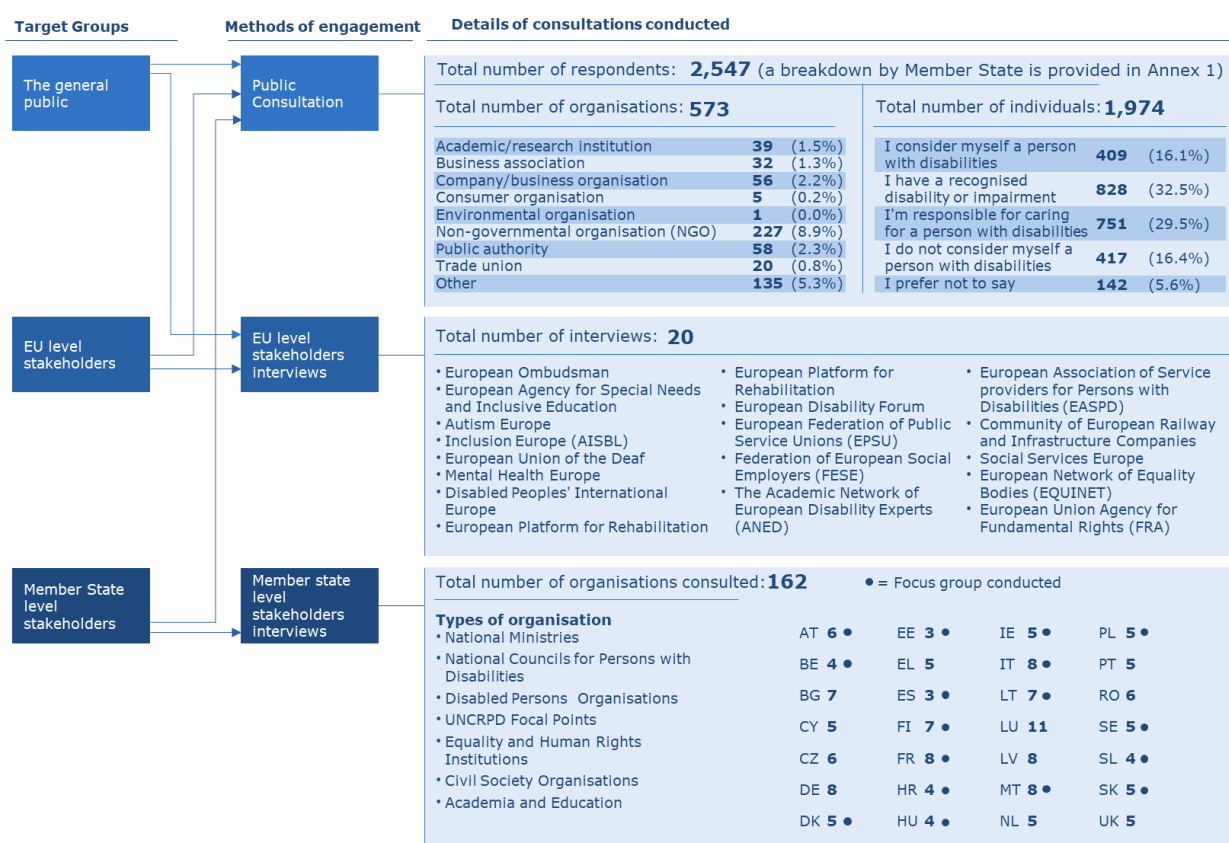 Target Groups
Methods of engagement
Details of consultations conducted
The general
public
Public
Consultation
Total number of respondents: 2,547 (a breakdown by Member State is provided in Annex 1)
Total number of organisations: 573
Academic/research institution 39 (1.5%)
Business association 32 (1.3%)
Company/business organisation 56 (2.2%)
Consumer organisation 5 (0.2%)
Environmental organisation 1 (0.0%)
Non-governmental organisation (NGO) 227 (8.9%)
Public authority 58 (2.3%)
Trade union 20 (0.8%)
Other 135 (5.3%)
Total number of individuals: 1,974
I consider myself a person
with disabilities 409 (16.1%)
I have a recognised
disability or impairment 828 (32.5%)
I'm responsible for caring
for a person with disabilities 751 (29.5%)
I do not consider myself a
person with disabilities 417 (16.4%)
I prefer not to say 142 (5.6%)
EU level
stakeholders
EU level
stakeholders
interviews
Total number of interviews: 20
• European Ombudsman
• European Agency for Special Needs
and Inclusive Education
• Autism Europe
• Inclusion Europe (AISBL)
• European Union of the Deaf
• Mental Health Europe
• Disabled Peoples' International
Europe
• European Platform for Rehabilitation
• European Platform for
Rehabilitation
• European Disability Forum
• European Federation of Public
Service Unions (EPSU)
• Federation of European Social
Employers (FESE)
• The Academic Network of
European Disability Experts
(ANED)
• European Association of Service
providers for Persons with
Disabilities (EASPD)
• Community of European Railway
and Infrastructure Companies
• Social Services Europe
• European Network of Equality
Bodies (EQUINET)
• European Union Agency for
Fundamental Rights (FRA)
Member State
level
stakeholders
Member state
level
stakeholders
interviews
Total number of organisations consulted: 162
● = Focus group conducted
Types of organisation
• National Ministries
• National Councils for Persons with
Disabilities
• Disabled Persons Organisations
• UNCRPD Focal Points
• Equality and Human Rights
Institutions
• Civil Society Organisations
• Academia and Education
AT 6 ● EE 3 ● IE 5 ● PL 5 ●
BE 4 ● EL 5 IT 8 ● PT 5
BG 7 ES 3 ● LT 7 ● RO 6
CY 5 FI 7 ● LU 11 SE 5 ●
CZ 6 FR 8 ● LV 8 SL 4 ●
DE 8 HR 4 ● MT 8 ● SK 5 ●
DK 5 ● HU 4 ● NL 5 UK 5